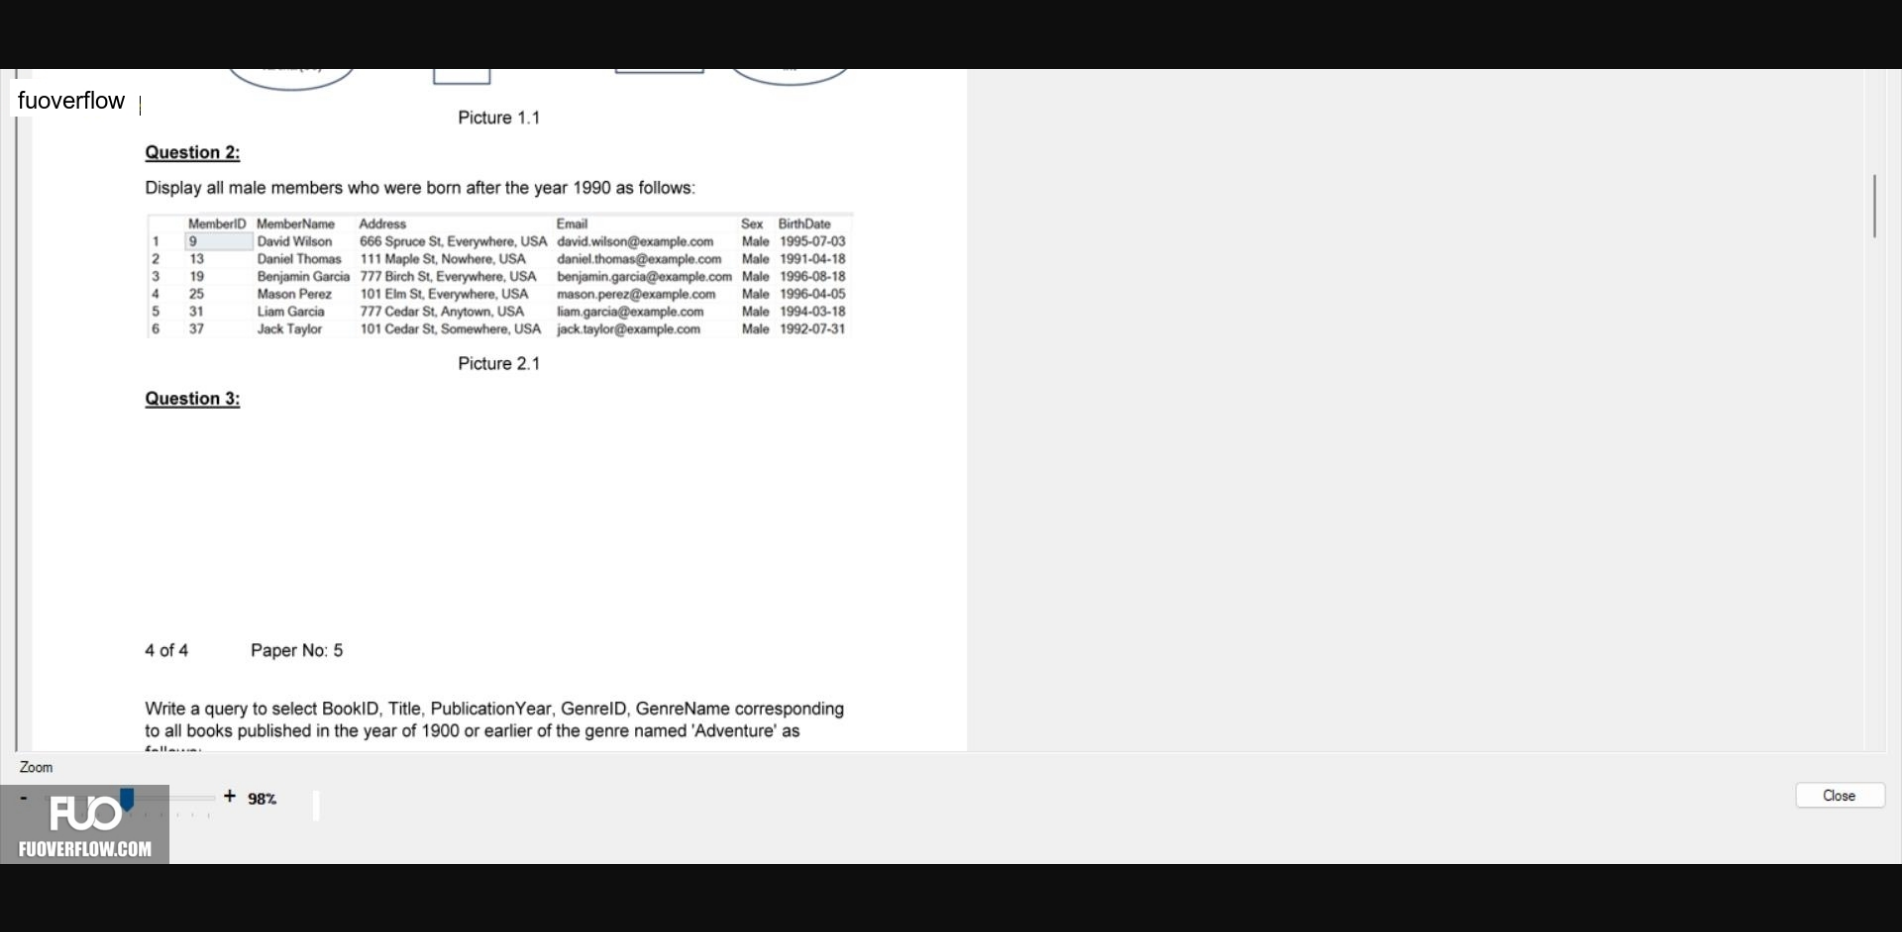 fuoverflow
Picture 1.1
Question 2:
Display all male members who were born after the year 1990 as follows:
MemberID MemberName Address Email Sex BirthDate
1 9 David Wilson 666 Spruce St, Everywhere, USA david.wilson@example.com Male 1995-07-03
2 13 Daniel Thomas 111 Maple St, Nowhere, USA daniel.thomas@example.com Male 1991-04-18
3 19 Benjamin Garcia 777 Birch St, Everywhere, USA benjamin.garcia@example.com Male 1996-08-18
4 25 Mason Perez 101 Elm St, Everywhere, USA mason.perez@example.com Male 1996-04-05
5 31 Liam Garcia 777 Cedar St, Anytown, USA liam.garcia@example.com Male 1994-03-18
6 37 Jack Taylor 101 Cedar St, Somewhere, USA jack.taylor@example.com Male 1992-07-31
Picture 2.1
Question 3:
4 of 4 Paper No: 5
Write a query to select BookID, Title, PublicationYear, GenreID, GenreName corresponding
to all books published in the year of 1900 or earlier of the genre named 'Adventure' as
Zoom
- + 98%
Close
FUO
FUOVERFLOW.COM